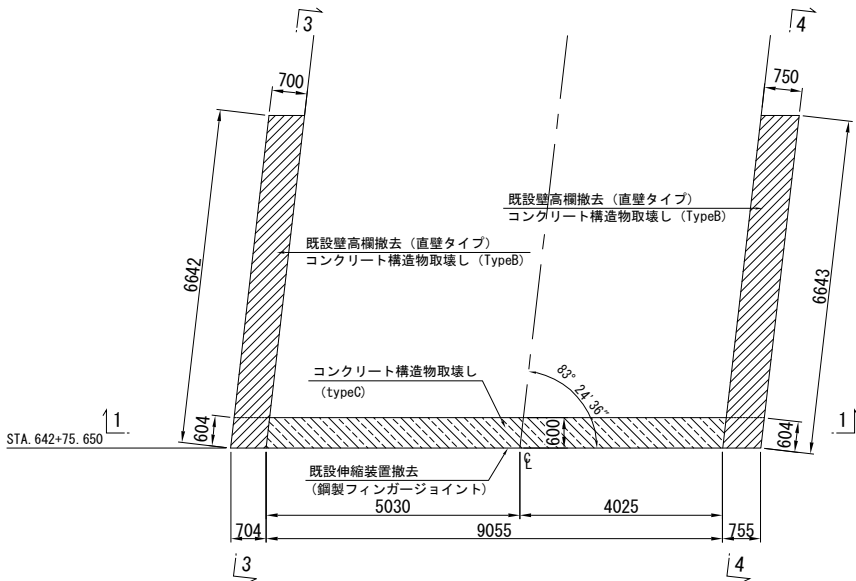 3
4
700
750
既設壁高欄撤去（直壁タイプ）
コンクリート構造物取壊し（TypeB）
既設壁高欄撤去（直壁タイプ）
コンクリート構造物取壊し（TypeB）
6642
6643
コンクリート構造物取壊し
(typeC)
83° 24'36"
1
1
604
600
604
STA.642+75.650
℄
既設伸縮装置撤去
（鋼製フィンガージョイント）
5030
4025
704
9055
755
3
4